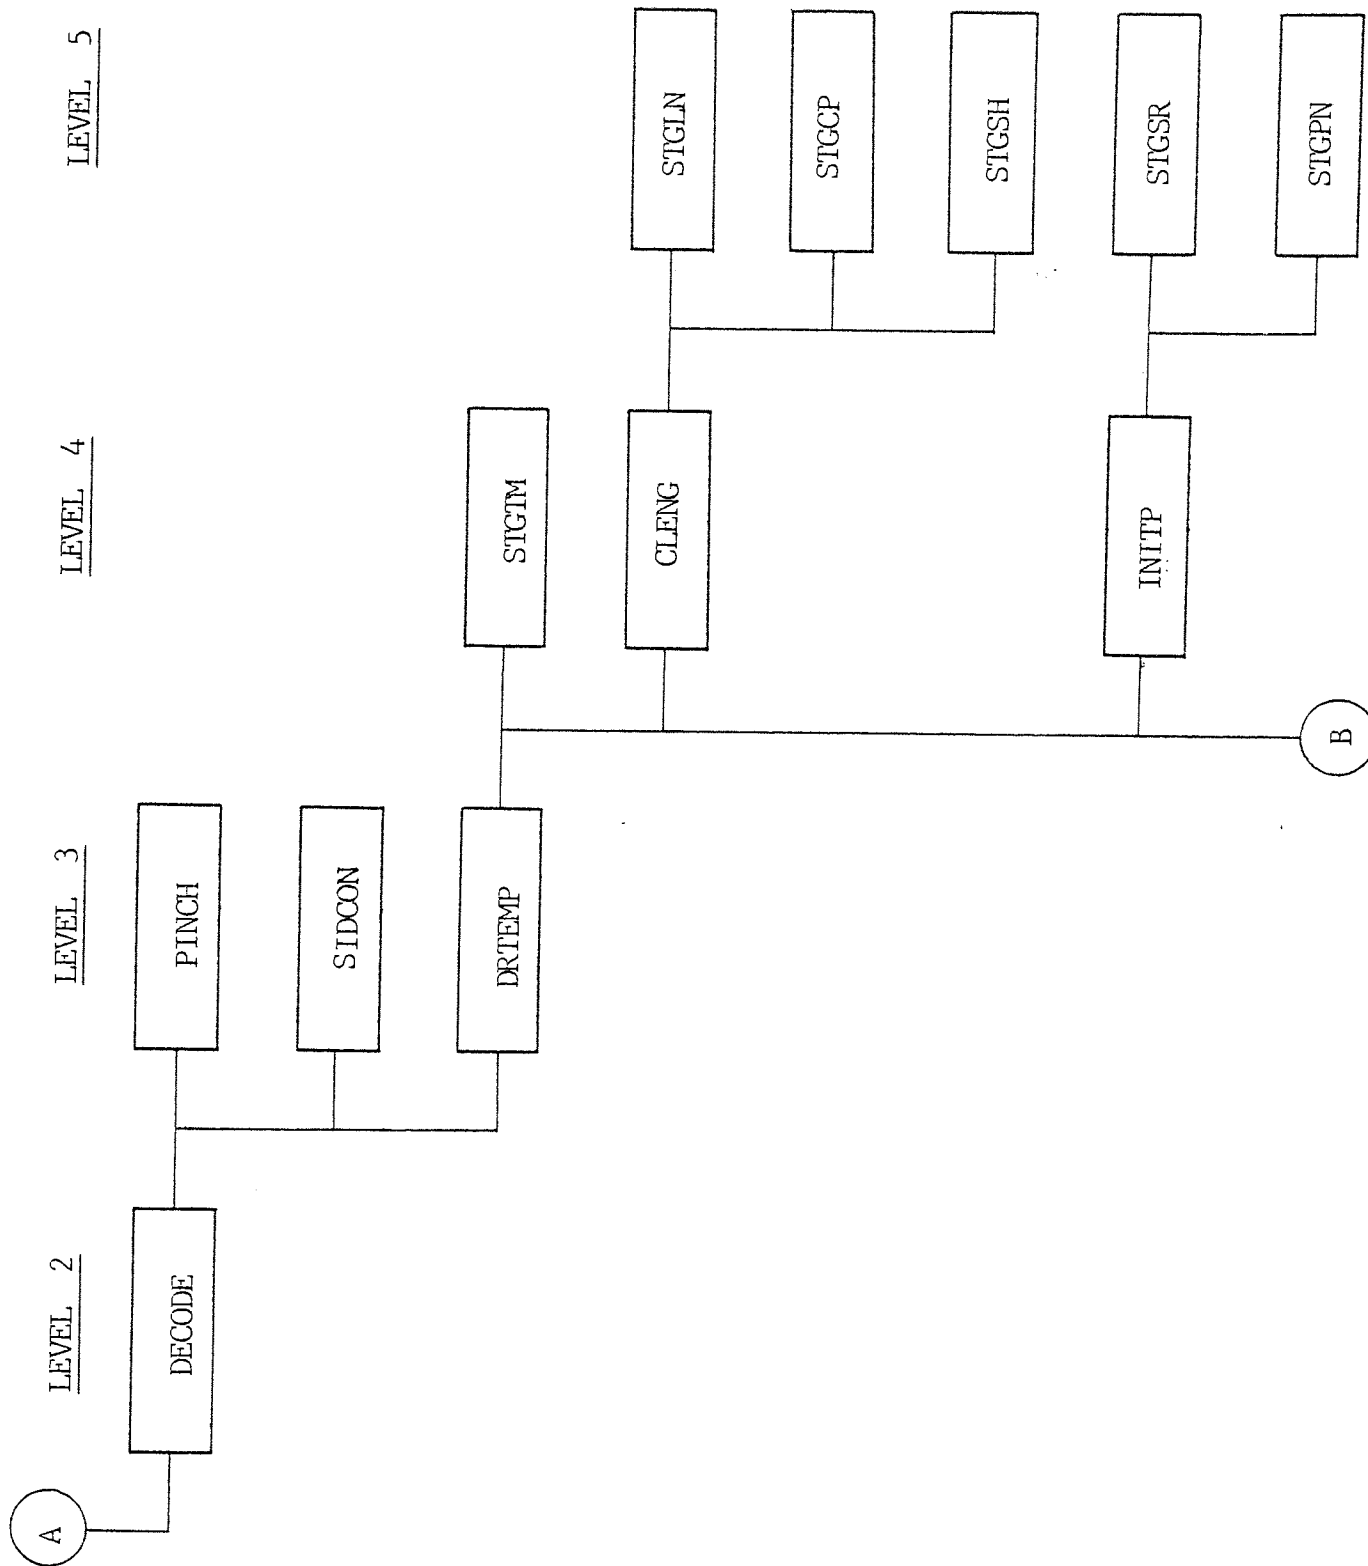 LEVEL 2
LEVEL 3
LEVEL 4
LEVEL 5
A
DECODE
PINCH
SIDCON
DRTEMP
STGTM
CLENG
STGLN
STGCP
STGSH
INITP
STGSR
STGPN
B